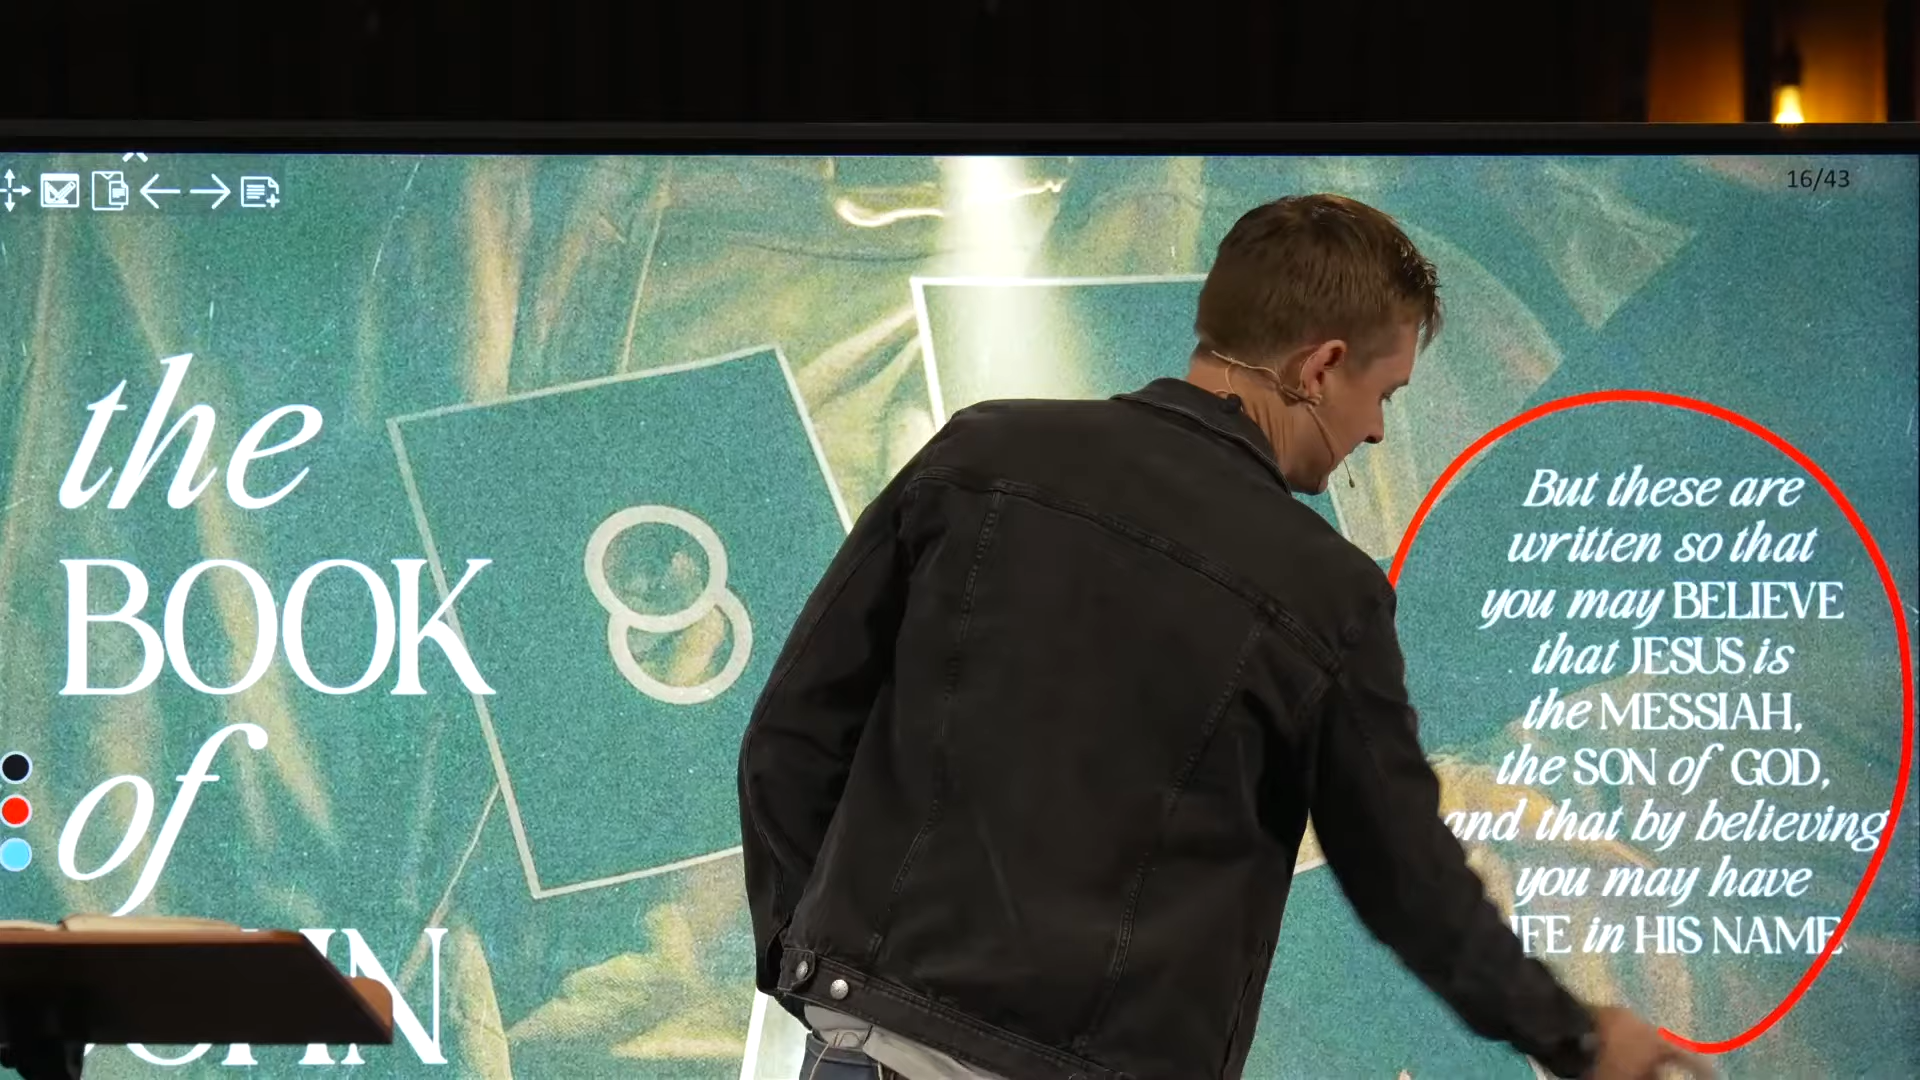 16/43
the
BOOK
of
But these are
written so that
you may BELIEVE
that JESUS is
the MESSIAH,
the SON of GOD,
and that by believing
you may have
in HIS NAME